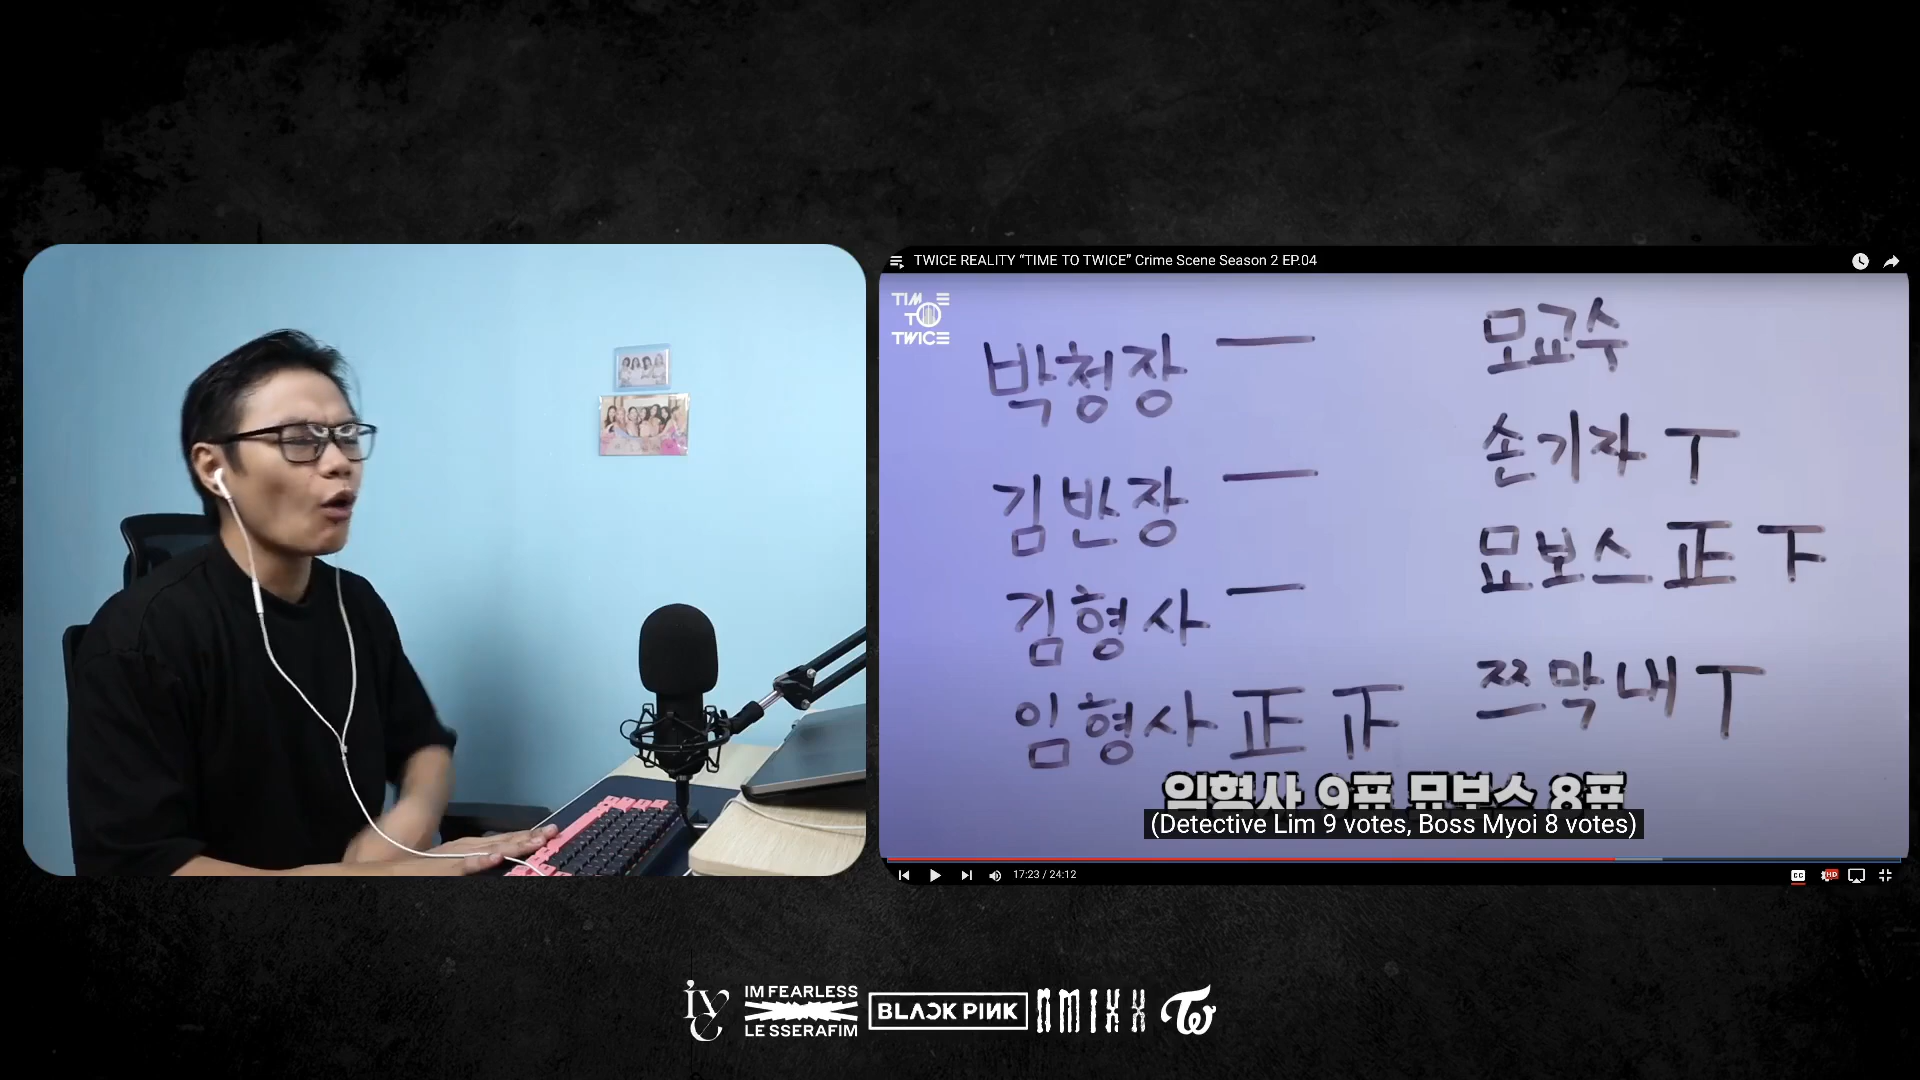 TWICE REALITY “TIME TO TWICE” Crime Scene Season 2 EP.04
TIME
TO
TWICE
박청장 一
김반장 一
김형사 一
임형사 正 正
모교수
손기자 丅
묘보스 正 下
쯔막내 丅
임형사 9표 묘보스 8표
(Detective Lim 9 votes, Boss Myoi 8 votes)
17:23 / 24:12
CC
HD
IVE
IM FEARLESS
LE SSERAFIM
BLACKPINK
NMIXX